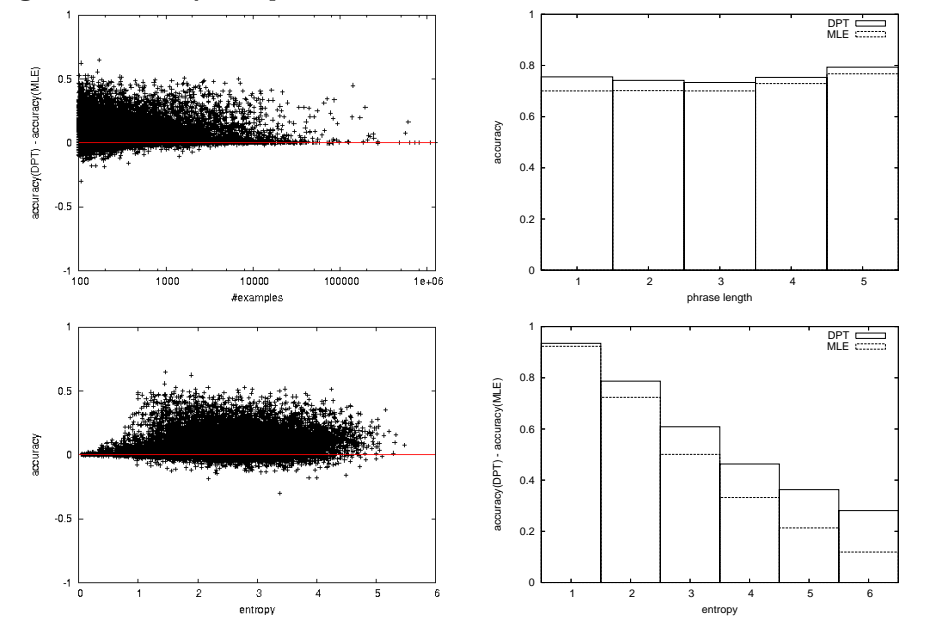 1
0.5
0
-0.5
-1
accuracy(DPT) - accuracy(MLE)
100 1000 10000 100000 1e+06
#examples
DPT
MLE
1
0.8
0.6
0.4
0.2
0
accuracy
1 2 3 4 5
phrase length
1
0.5
0
-0.5
-1
accuracy
0 1 2 3 4 5 6
entropy
DPT
MLE
1
0.8
0.6
0.4
0.2
0
accuracy(DPT) - accuracy(MLE)
1 2 3 4 5 6
entropy